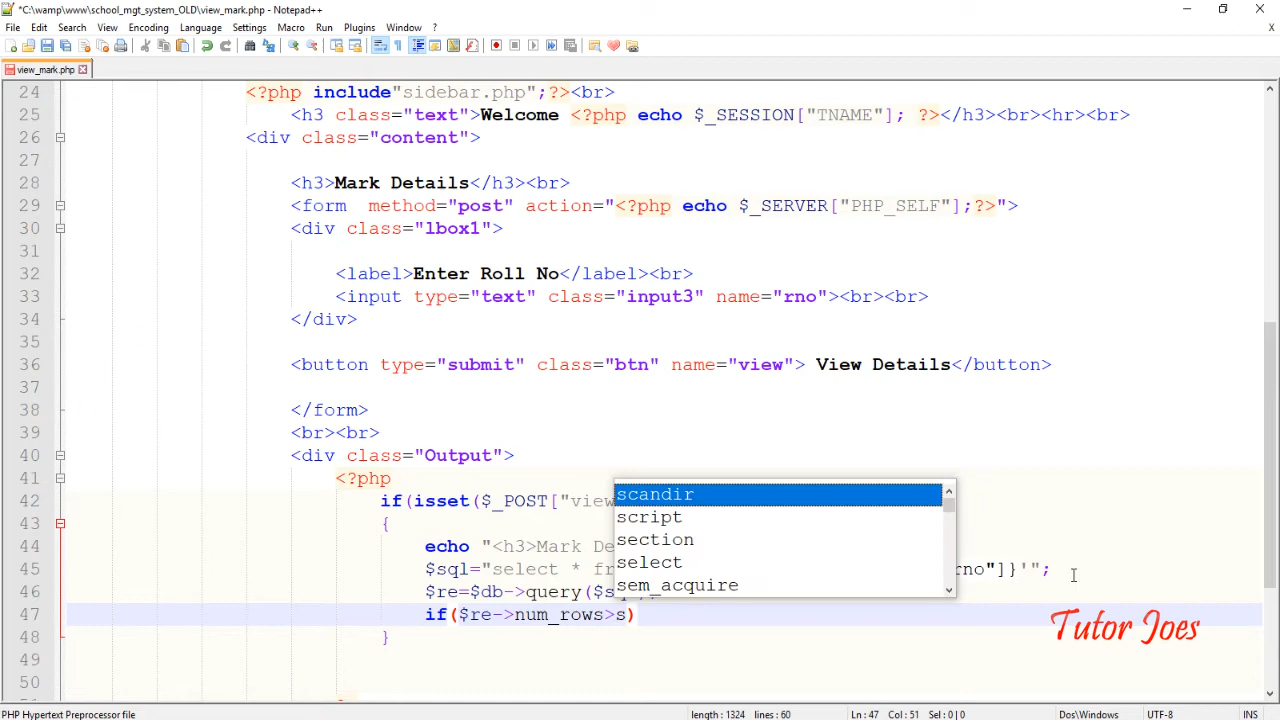 *C:\wamp\www\school_mgt_system_OLD\view_mark.php - Notepad++
File Edit Search View Encoding Language Settings Macro Run Plugins Window ?
X
view_mark.php
24 <?php include"sidebar.php";?><br>
25 <h3 class="text">Welcome <?php echo $_SESSION["TNAME"]; ?></h3><br><hr><br>
26 <div class="content">
27
28 <h3>Mark Details</h3><br>
29 <form  method="post" action="<?php echo $_SERVER["PHP_SELF"];?>">
30 <div class="lbox1">
31
32 <label>Enter Roll No</label><br>
33 <input type="text" class="input3" name="rno"><br><br>
34 </div>
35
36 <button type="submit" class="btn" name="view"> View Details</button>
37
38 </form>
39 <br><br>
40 <div class="Output">
41 <?php
42 if(isset($_POST["view
43 {
44 echo "<h3>Mark De
45 $sql="select * fr rno"]}'";
46 $re=$db->query($s
47 if($re->num_rows>s)
48 }
49
50
scandir
script
section
select
sem_acquire
Tutor Joes
PHP Hypertext Preprocessor file length : 1324 lines : 60 Ln : 47 Col : 51 Sel : 0 | 0 Dos\Windows UTF-8 INS